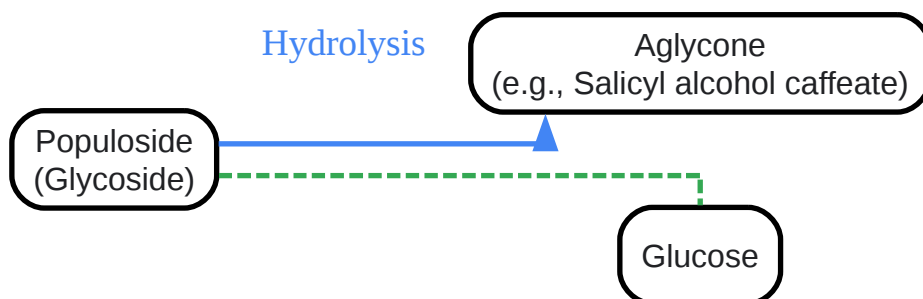 Hydrolysis
Aglycone
(e.g., Salicyl alcohol caffeate)
Populoside
(Glycoside)
Glucose